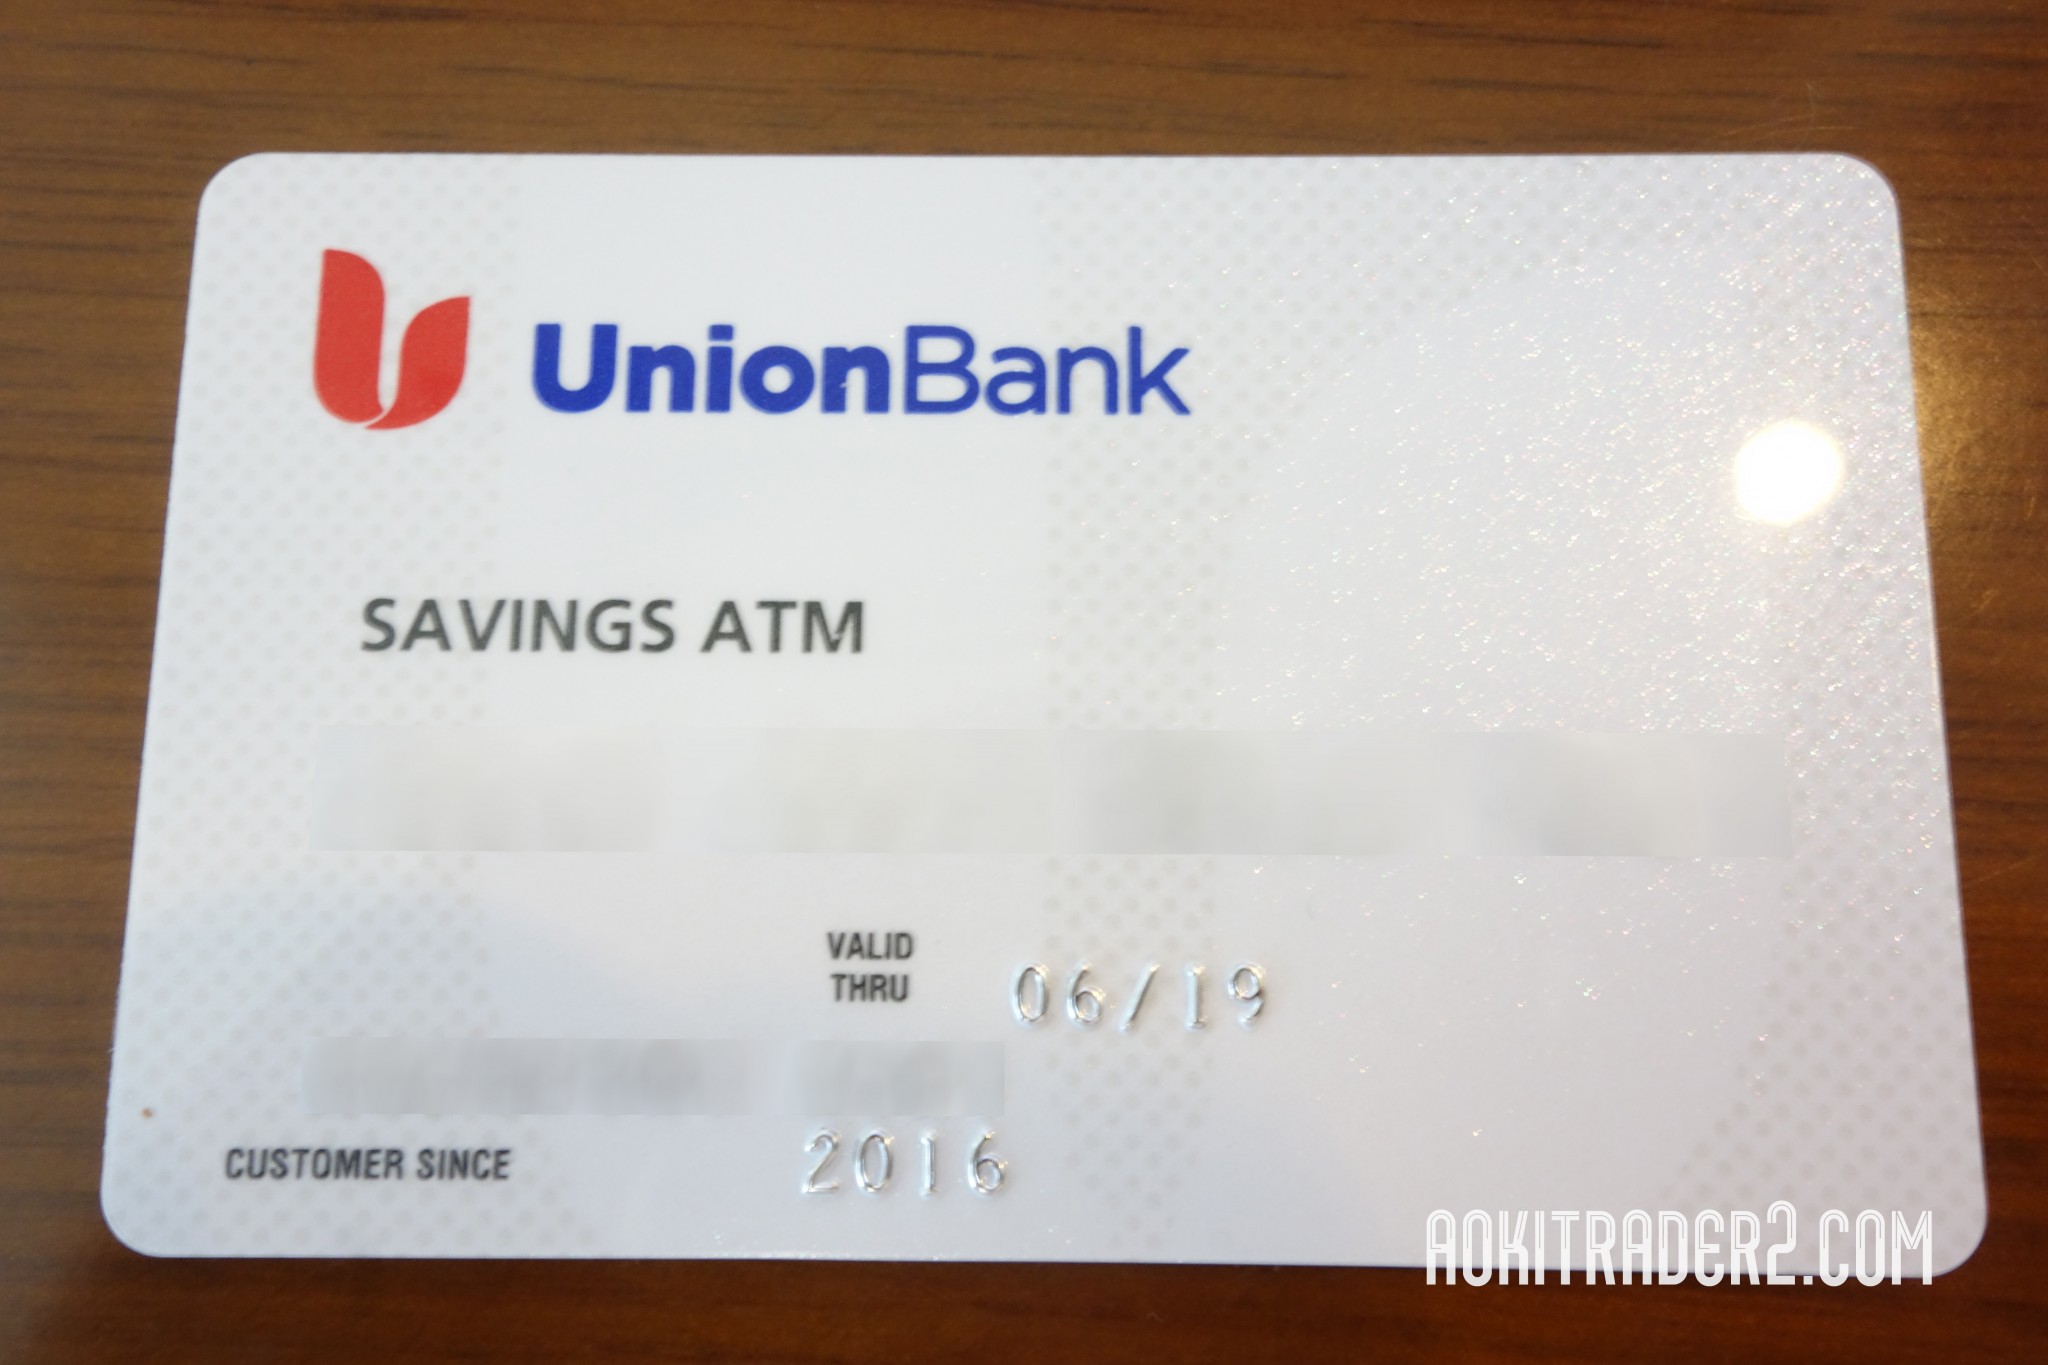 UnionBank
SAVINGS ATM
VALID
THRU
06/19
CUSTOMER SINCE
2016
AOKITRADER2.COM